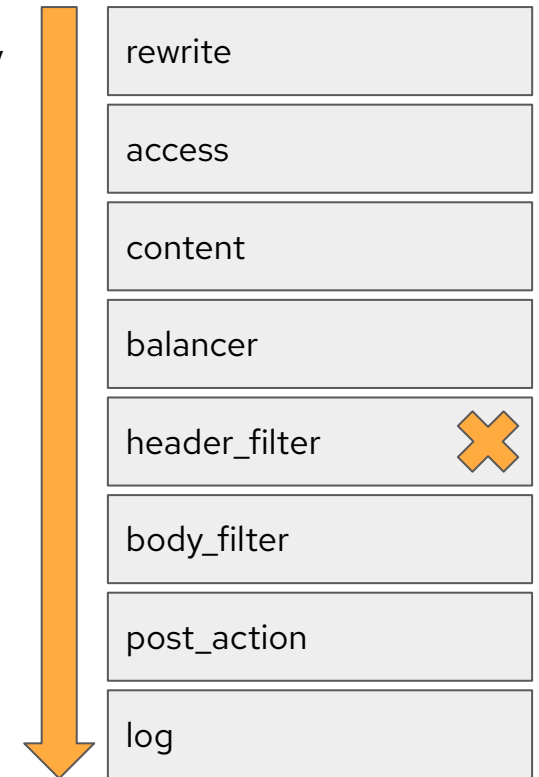 rewrite
access
content
balancer
header_filter
body_filter
post_action
log